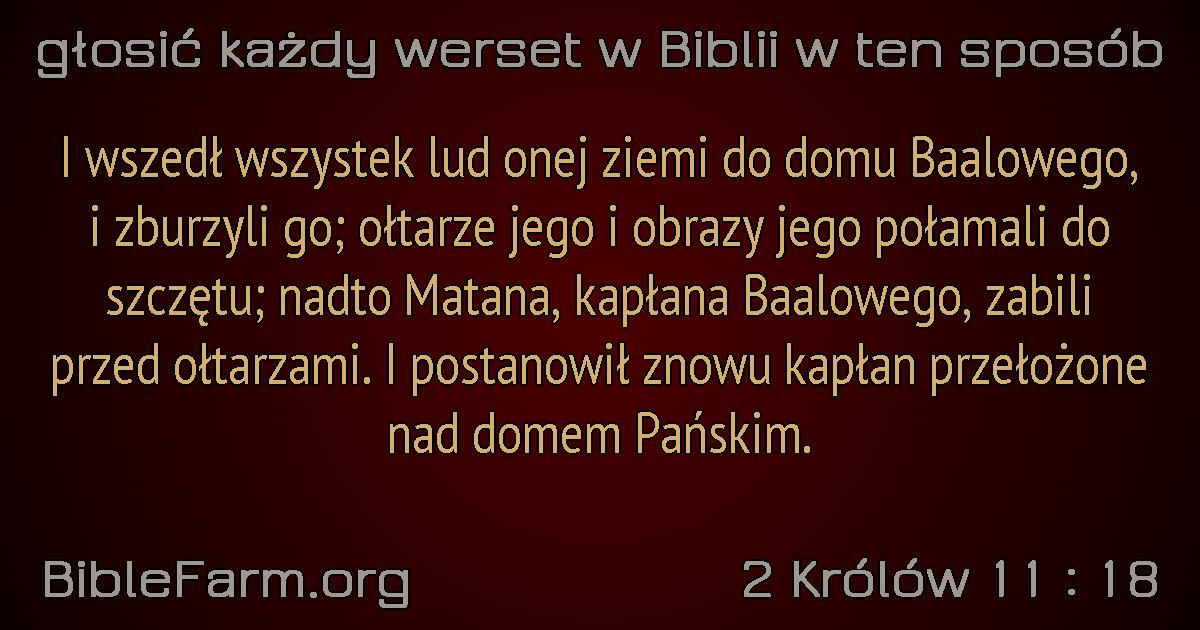 głosić każdy werset w Biblii w ten sposób
I wszedł wszystek lud onej ziemi do domu Baalowego,
i zburzyli go; ołtarze jego i obrazy jego połamali do
szczętu; nadto Matana, kapłana Baalowego, zabili
przed ołtarzami. I postanowił znowu kapłan przełożone
nad domem Pańskim.
BibleFarm.org
2 Królów 11 : 18